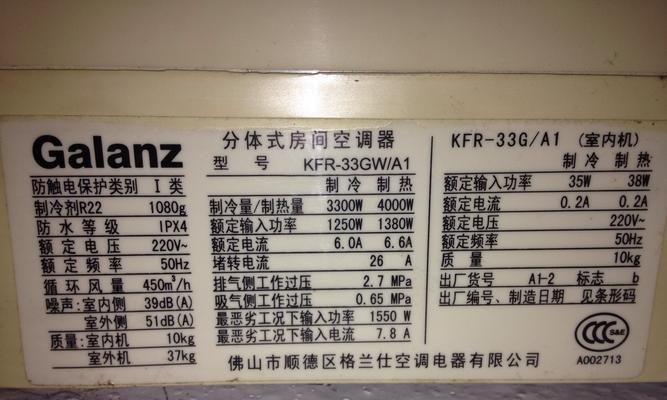 Galanz
防触电保护类别 I 类
制冷剂R22 1080g
防水等级 IPX4
额定电压 220V~
额定频率 50Hz
循环风量 450m³/h
噪声:室内侧 39dB(A)
室外侧 51dB(A)
质量:室内机 10kg
室外机 37kg
分体式房间空调器
型号 KFR-33GW/A1
制冷 制热
制冷量/制热量 3300W 4000W
额定输入功率 1250W 1380W
额定电流 6.0A 6.6A
堵转电流 26 A
排气侧工作过压 2.7 MPa
吸气侧工作过压 0.65 MPa
最恶劣工况下输入功率 1550 W
最恶劣工况下输入电流 7.8 A
KFR-33G/A1 (室内机)
制冷 制热
额定输入功率 35W 38W
额定电流 0.2A 0.2A
额定电压 220V~
额定频率 50Hz
质量 10kg
出厂货号 A1-2 标志 b
出厂编号、制造日期 见条形码
CCC S&E
A002713
佛山市顺德区格兰仕空调电器有限公司